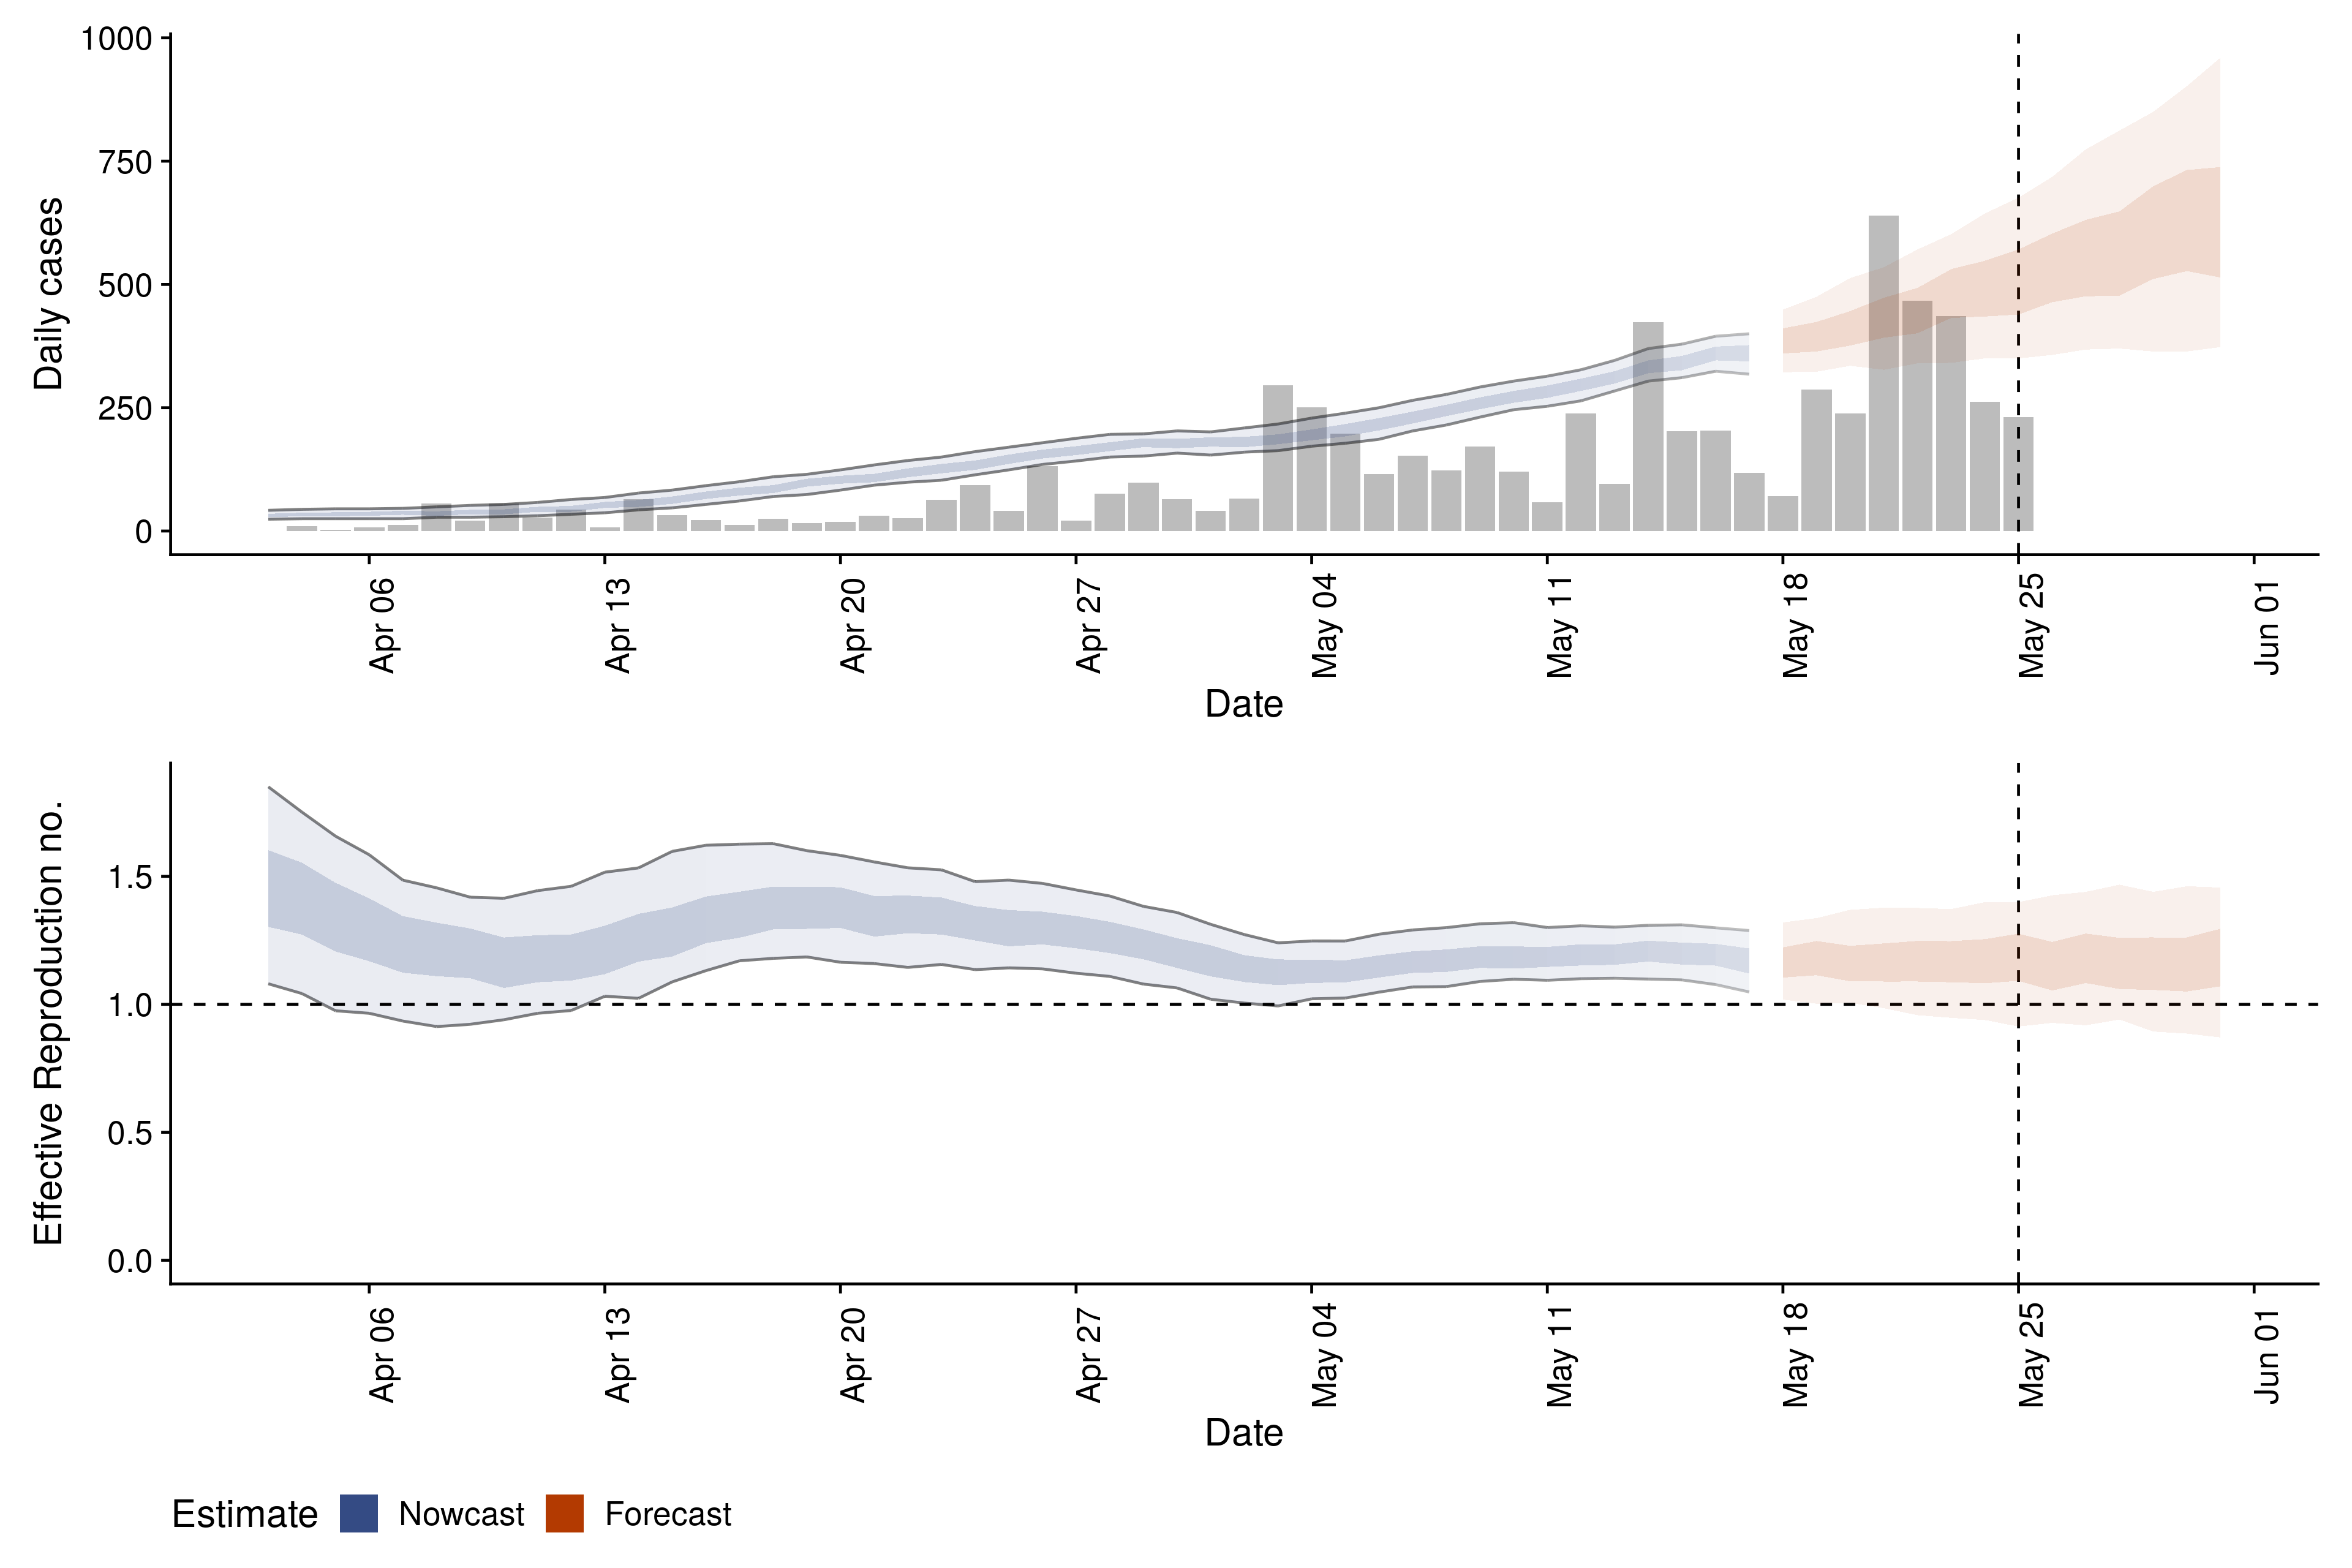 1000
750
500
250
0
Daily cases
Apr 06
Apr 13
Apr 20
Apr 27
May 04
May 11
May 18
May 25
Jun 01
Date
1.5
1.0
0.5
0.0
Effective Reproduction no.
Apr 06
Apr 13
Apr 20
Apr 27
May 04
May 11
May 18
May 25
Jun 01
Date
Estimate Nowcast Forecast